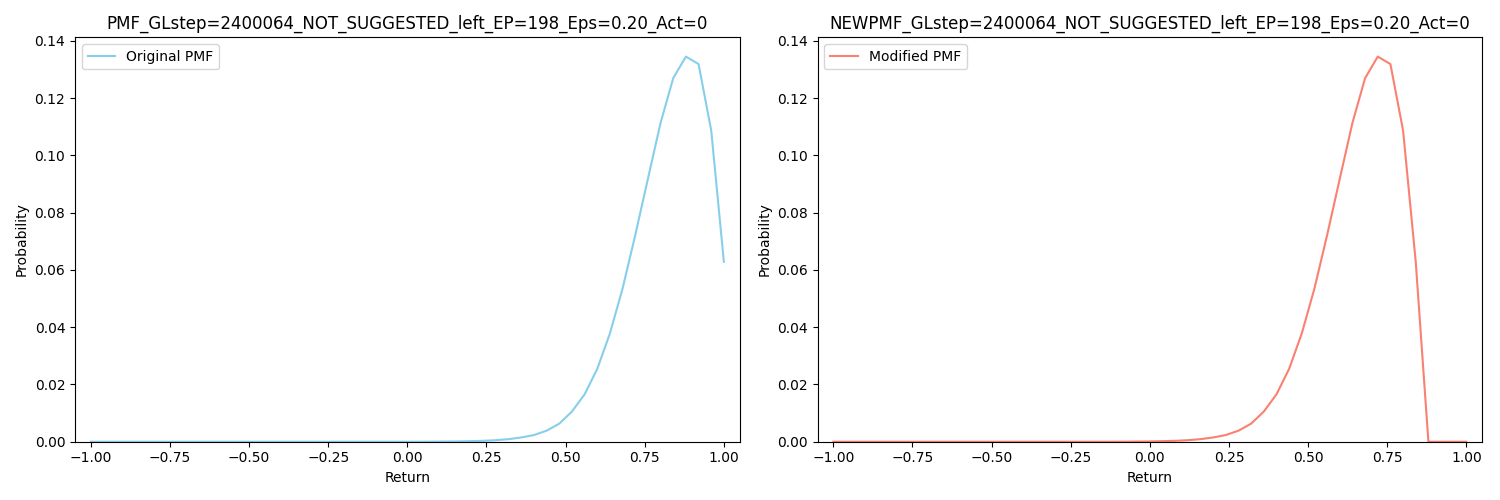 PMF_GLstep=2400064_NOT_SUGGESTED_left_EP=198_Eps=0.20_Act=0
Original PMF
0.14
0.12
0.10
0.08
0.06
0.04
0.02
0.00
Probability
−1.00 −0.75 −0.50 −0.25 0.00 0.25 0.50 0.75 1.00
Return
NEWPMF_GLstep=2400064_NOT_SUGGESTED_left_EP=198_Eps=0.20_Act=0
Modified PMF
0.14
0.12
0.10
0.08
0.06
0.04
0.02
0.00
Probability
−1.00 −0.75 −0.50 −0.25 0.00 0.25 0.50 0.75 1.00
Return